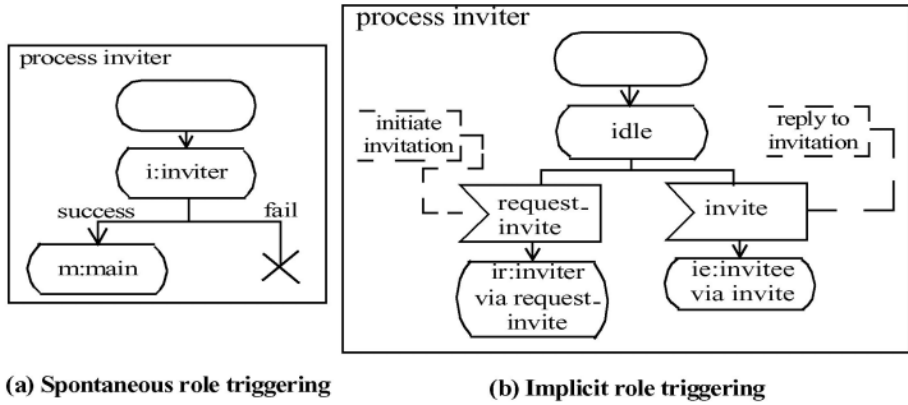 process inviter
i:inviter
success
fail
m:main
(a) Spontaneous role triggering
process inviter
idle
initiate
invitation
reply to
invitation
request_
invite
invite
ir:inviter
via request_
invite
ie:invitee
via invite
(b) Implicit role triggering